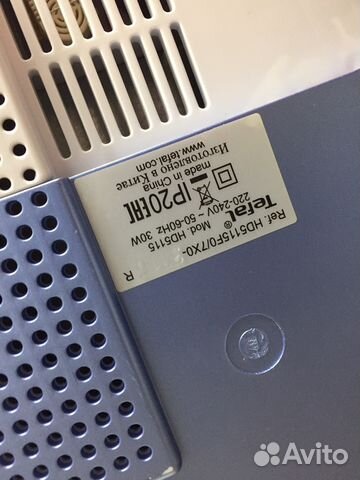 Ref. HD5115F0/7X0-
Tefal®
Mod. HD5115
220-240V ~ 50-60Hz 30W
IP20 EAC
made in China
Изготовлено в Китае
www.tefal.com
R
Avito